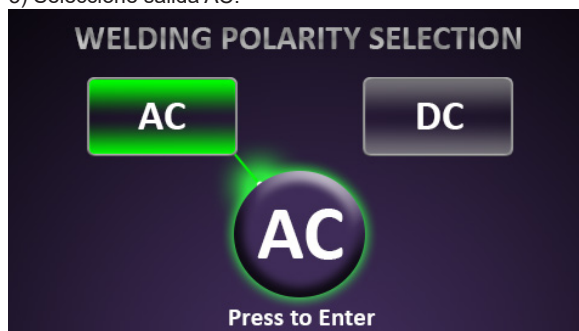 Seleccione salida AC.
WELDING POLARITY SELECTION
AC
DC
AC
Press to Enter